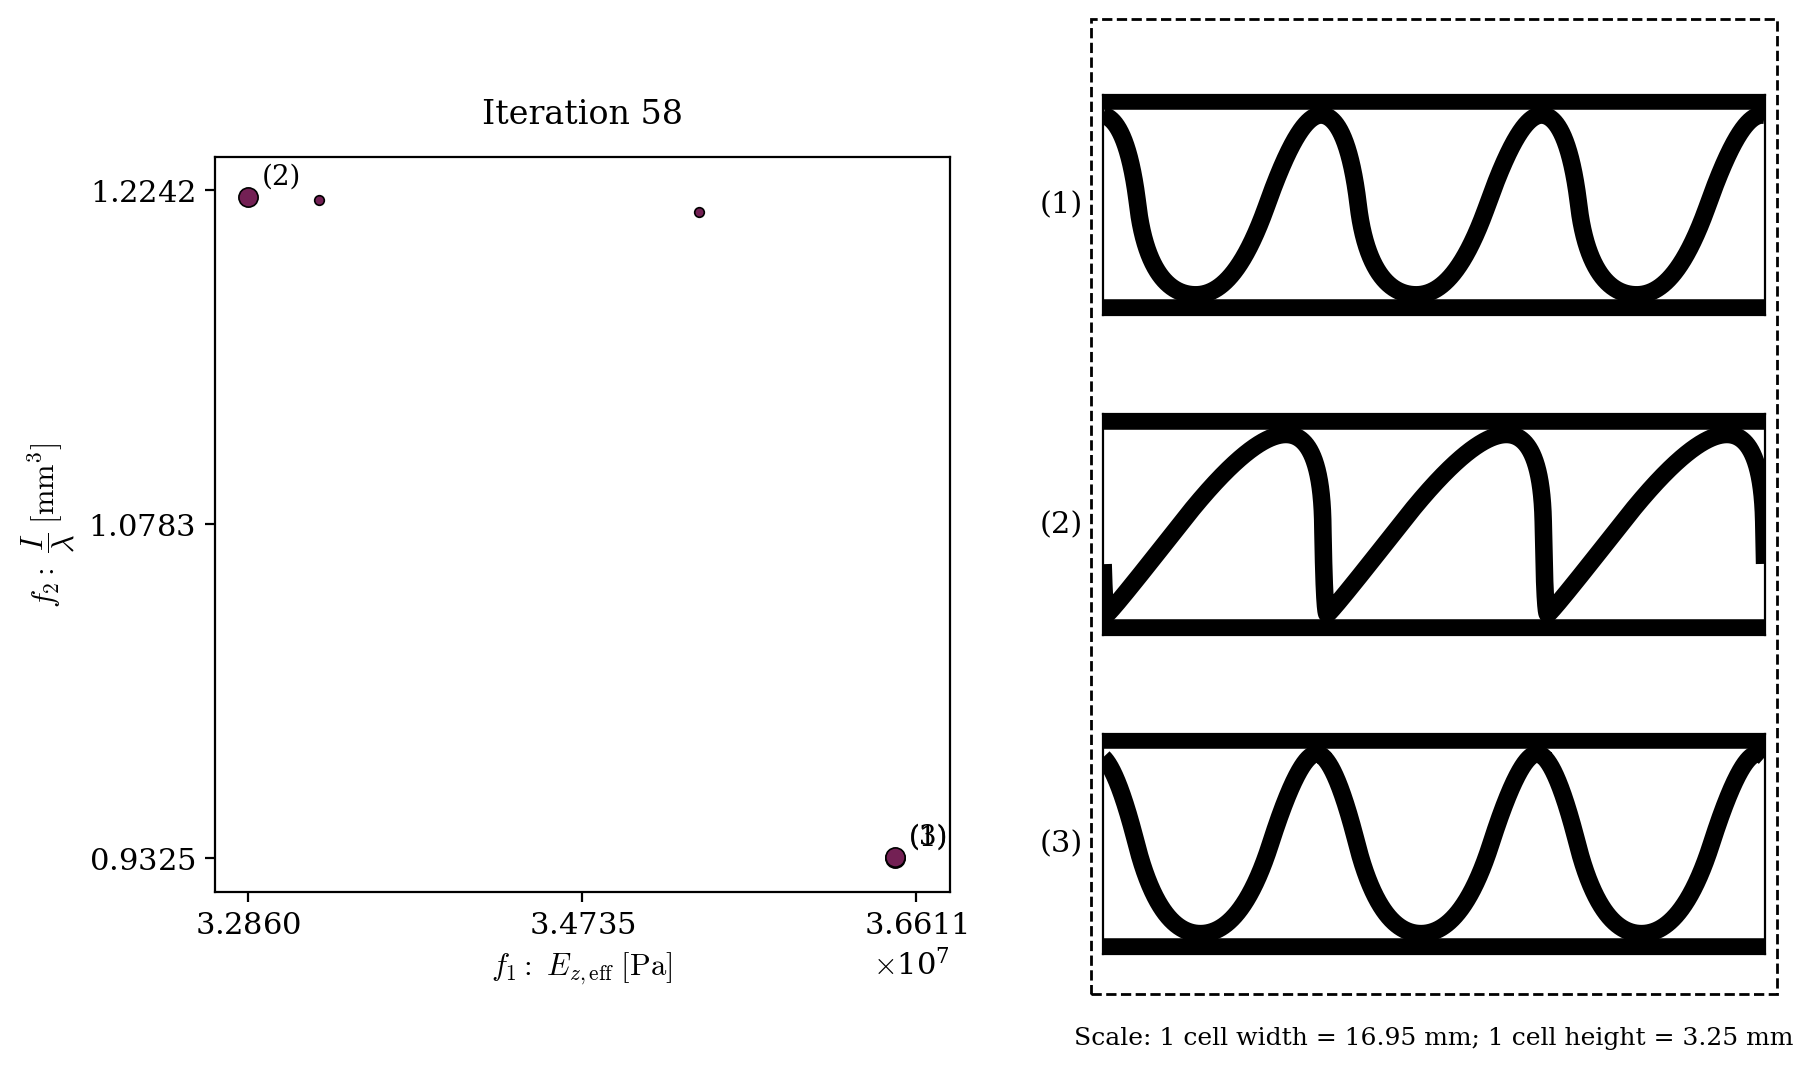 Iteration 58
1.2242
1.0783
0.9325
f₂ : I/λ [mm³]
(2)
(3)
(1)
3.2860 3.4735 3.6611
×10⁷
f₁ : E_z,eff [Pa]
(1)
(2)
(3)
Scale: 1 cell width = 16.95 mm; 1 cell height = 3.25 mm